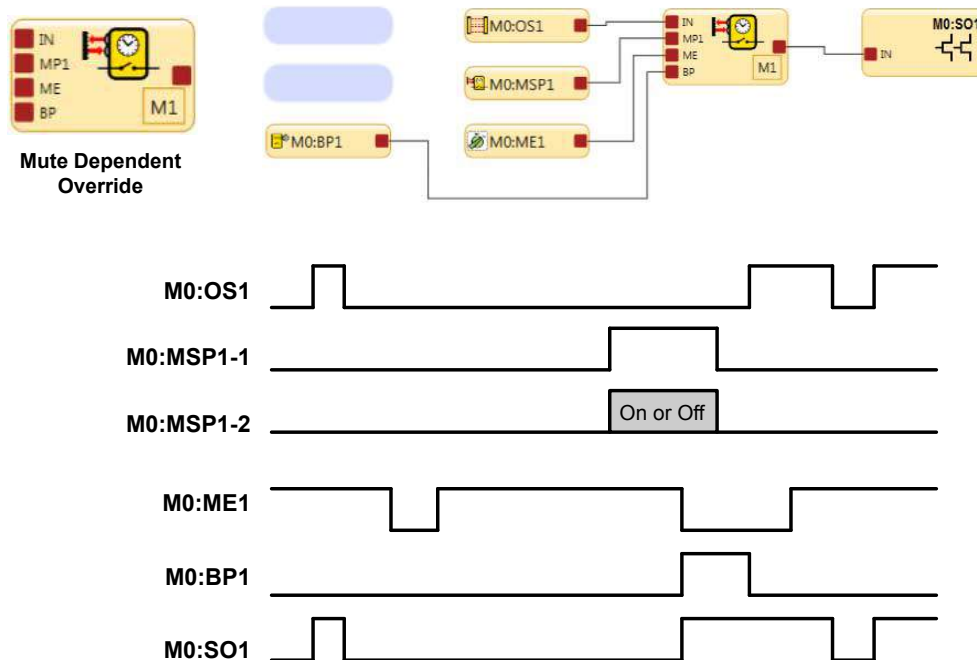 IN
MP1
ME
BP
M1
Mute Dependent
Override
M0:BP1
M0:OS1
M0:MSP1
M0:ME1
IN
MP1
ME
BP
M1
M0:SO1
IN
M0:OS1
M0:MSP1-1
M0:MSP1-2
On or Off
M0:ME1
M0:BP1
M0:SO1